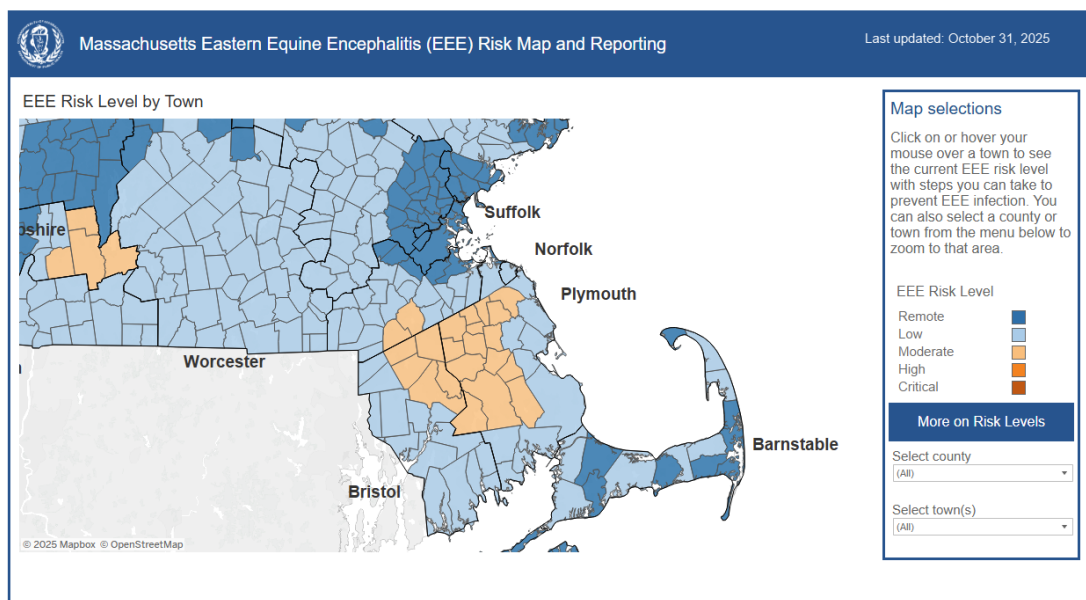 Massachusetts Eastern Equine Encephalitis (EEE) Risk Map and Reporting
Last updated: October 31, 2025
EEE Risk Level by Town
pshire
Suffolk
Norfolk
Plymouth
Worcester
Barnstable
Bristol
© 2025 Mapbox © OpenStreetMap
Map selections
Click on or hover your
mouse over a town to see
the current EEE risk level
with steps you can take to
prevent EEE infection. You
can also select a county or
town from the menu below to
zoom to that area.
EEE Risk Level
Remote
Low
Moderate
High
Critical
More on Risk Levels
Select county
(All)
Select town(s)
(All)